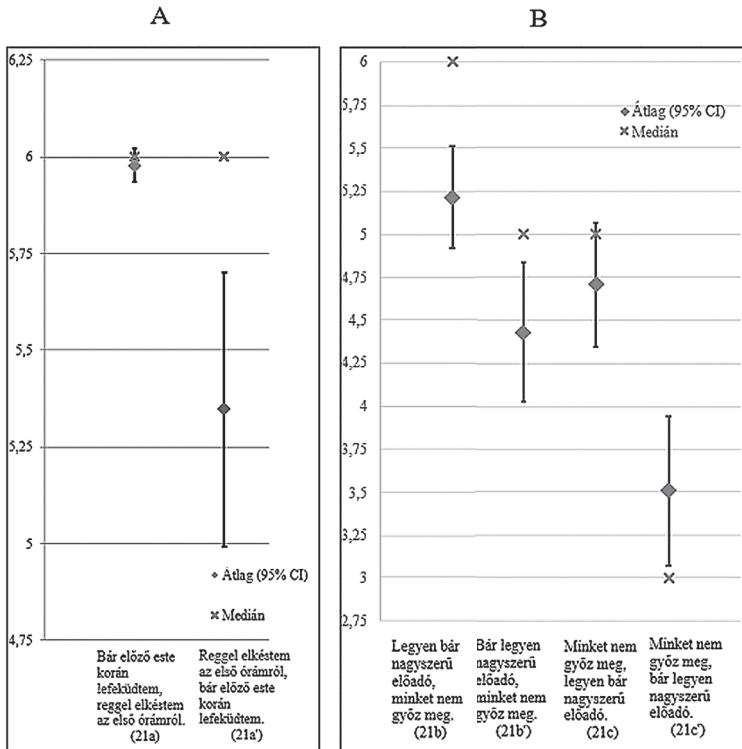 A
6,25
6
5,75
5,5
5,25
5
4,75
Átlag (95% CI)
Medián
Bár előző este
korán
lefeküdtem,
reggel elkéstem
az első órámról.
(21a)
Reggel elkéstem
az első órámról,
bár előző este
korán
lefeküdtem.
(21a')
B
6
5,75
5,5
5,25
5
4,75
4,5
4,25
4
3,75
3,5
3,25
3
2,75
Átlag (95% CI)
Medián
Legyen bár
nagyszerű
előadó,
minket nem
győz meg.
(21b)
Bár legyen
nagyszerű
előadó,
minket nem
győz meg.
(21b')
Minket nem
győz meg,
legyen bár
nagyszerű
előadó.
(21c)
Minket nem
győz meg,
bár legyen
nagyszerű
előadó.
(21c')